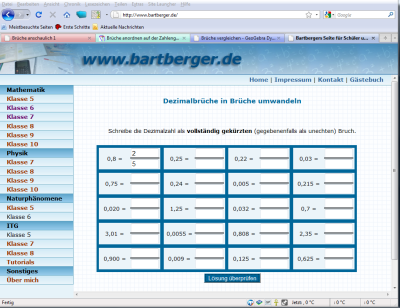 Datei Bearbeiten Ansicht Chronik Lesezeichen Extras Hilfe
http://www.bartberger.de/
Google
Meistbesuchte Seiten Erste Schritte Aktuelle Nachrichten
Brüche anschaulich 1
Brüche anordnen auf der Zahleng...
Brüche vergleichen - GeoGebra Dy...
Bartbergers Seite für Schüler u...
www.bartberger.de
Home | Impressum | Kontakt | Gästebuch
Mathematik
Klasse 5
Klasse 6
Klasse 7
Klasse 8
Klasse 9
Klasse 10
Physik
Klasse 7
Klasse 8
Klasse 9
Klasse 10
Naturphänomene
Klasse 5
Klasse 6
ITG
Klasse 5
Klasse 7
Klasse 8
Tutorials
Sonstiges
Über mich
Dezimalbrüche in Brüche umwandeln
Schreibe die Dezimalzahl als vollständig gekürzten (gegebenenfalls als unechten) Bruch.
0,8 = 2/5 0,25 = 0,22 = 0,03 =
0,75 = 0,24 = 0,005 = 0,215 =
0,020 = 1,25 = 0,032 = 0,7 =
3,01 = 0,0055 = 0,808 = 2,35 =
0,900 = 0,009 = 0,125 = 0,625 =
Lösung überprüfen
Fertig
Jetzt: 0 °C
: 0 °C
: 0 °C